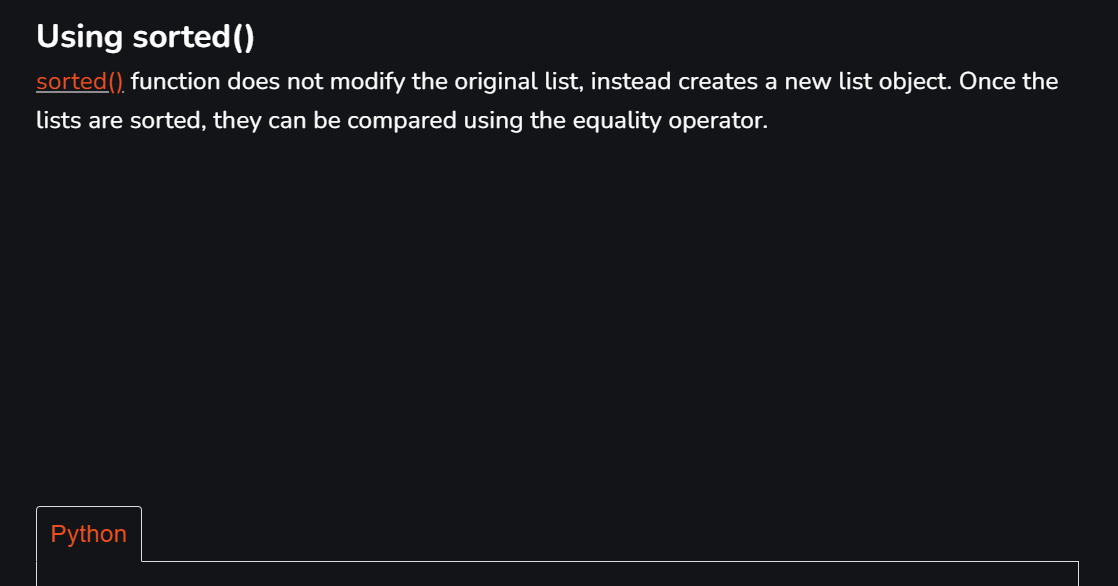 Using sorted()
sorted() function does not modify the original list, instead creates a new list object. Once the
lists are sorted, they can be compared using the equality operator.
Python